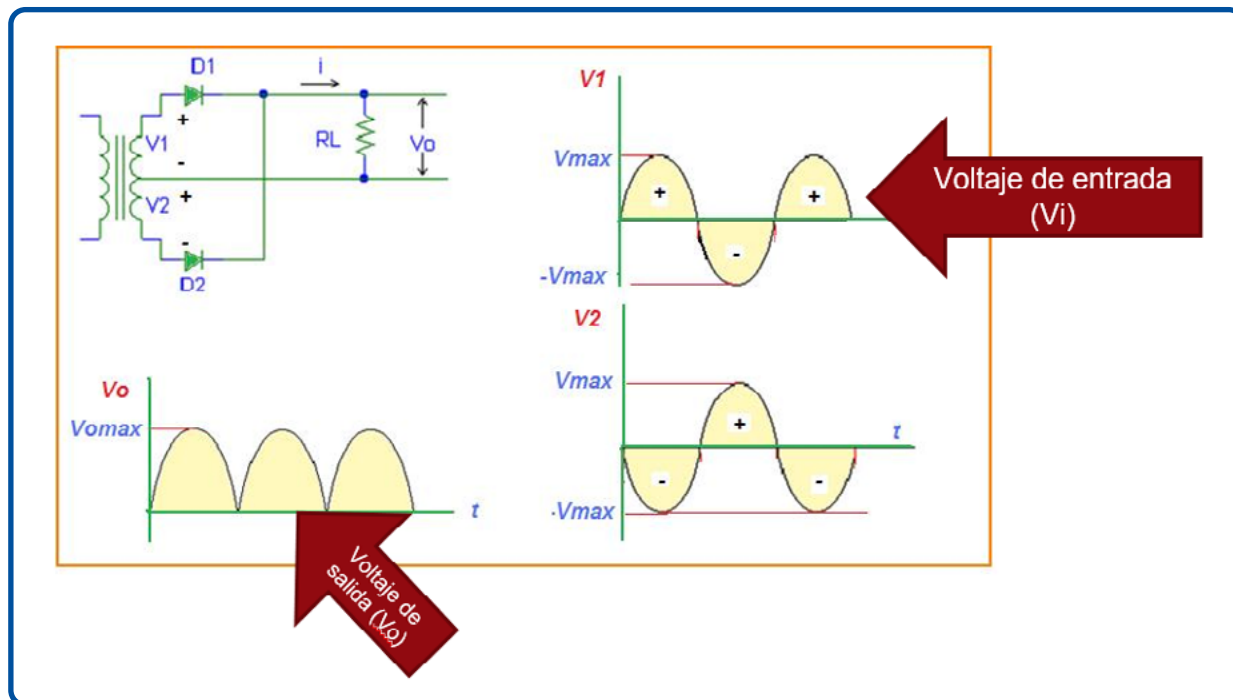 D1
i
+
V1
-
RL
Vo
+
V2
-
D2
V1
Vmax
+
+
-
-Vmax
Voltaje de entrada
(Vi)
V2
Vmax
+
t
-
-
-Vmax
Vo
Vomax
t
Voltaje de
salida (Vo)